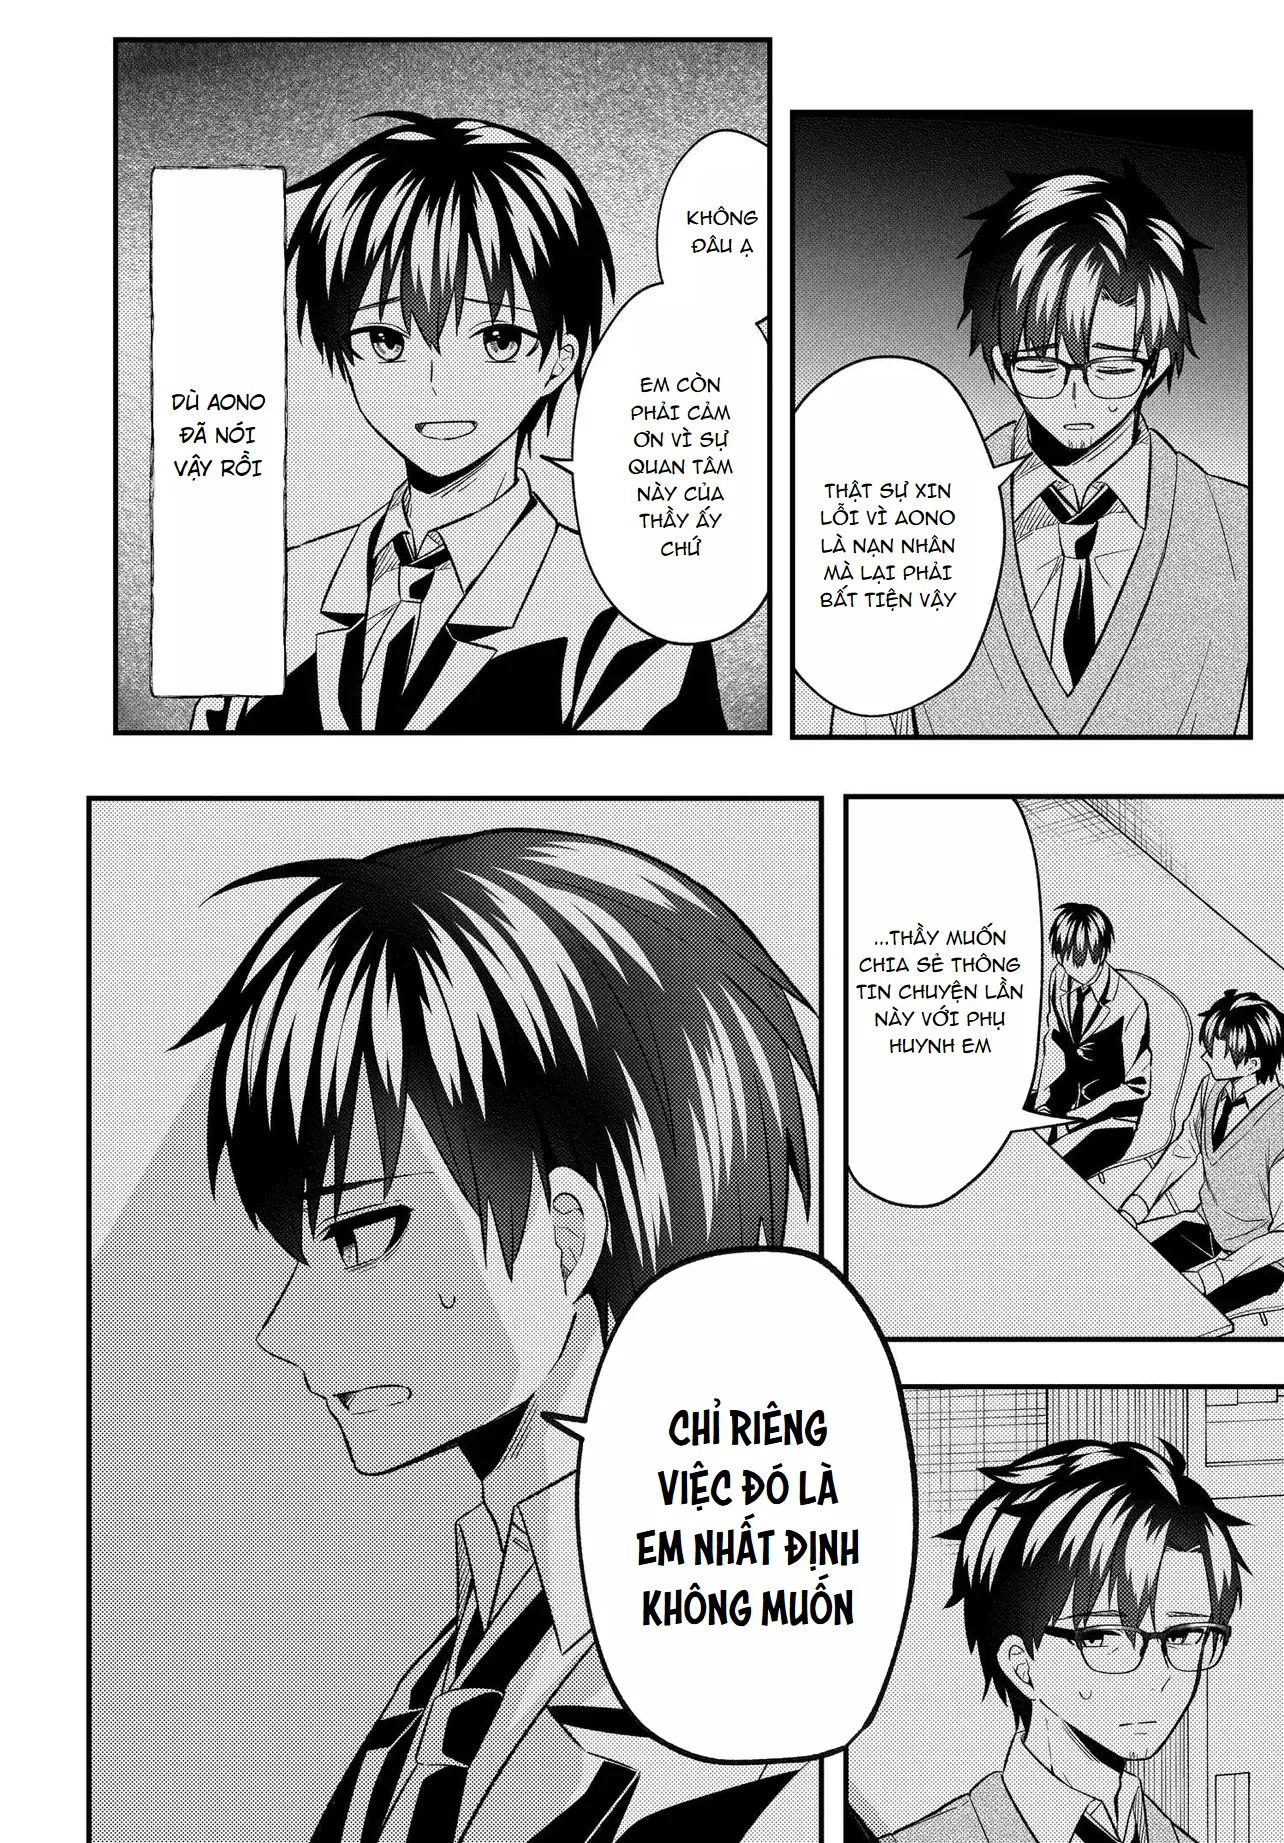 THẬT SỰ XIN
LỖI VÌ AONO
LÀ NẠN NHÂN
MÀ LẠI PHẢI
BẤT TIỆN VẬY
KHÔNG
ĐÂU Ạ
EM CÒN
PHẢI CẢM
ƠN VÌ SỰ
QUAN TÂM
NÀY CỦA
THẦY ẤY
CHỨ
DÙ AONO
ĐÃ NÓI
VẬY RỒI
...THẦY MUỐN
CHIA SẺ THÔNG
TIN CHUYỆN LẦN
NÀY VỚI PHỤ
HUYNH EM
CHỈ RIÊNG
VIỆC ĐÓ LÀ
EM NHẤT ĐỊNH
KHÔNG MUỐN